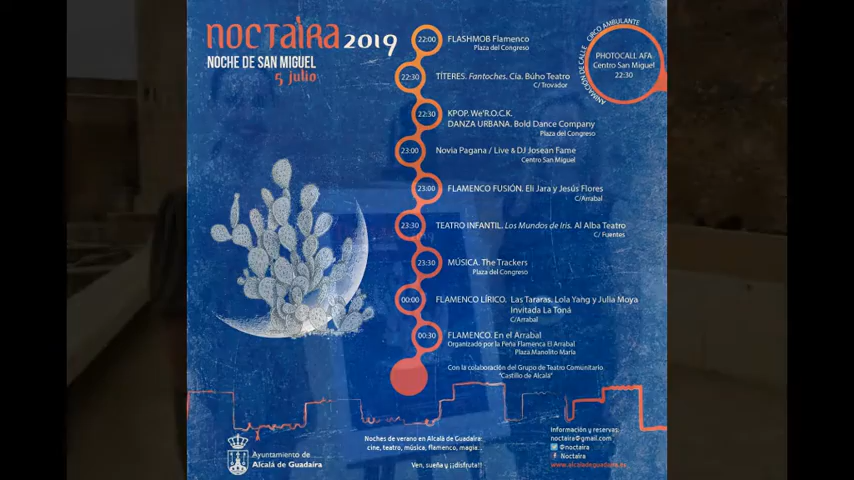 NOCTAIRA 2019
NOCHE DE SAN MIGUEL
5 julio
22:00 FLASHMOB Flamenco
Plaza del Congreso
22:30 TÍTERES. Fantoches. Cía. Búho Teatro
C/ Trovador
22:30 KPOP. We'R.O.C.K.
DANZA URBANA. Bold Dance Company
Plaza del Congreso
23:00 Novia Pagana / Live & DJ Josean Fame
Centro San Miguel
23:00 FLAMENCO FUSIÓN. Eli Jara y Jesús Flores
C/Arrabal
23:30 TEATRO INFANTIL. Los Mundos de Iris. Al Alba Teatro
C/ Fuentes
23:30 MÚSICA. The Trackers
Plaza del Congreso
00:00 FLAMENCO LÍRICO. Las Tararas. Lola Yang y Julia Moya
Invitada La Toná
C/Arrabal
00:30 FLAMENCO. En el Arrabal
Organizado por la Peña Flamenca El Arrabal
Plaza Manolito María
Con la colaboración del Grupo de Teatro Comunitario
"Castillo de Alcalá"
ANIMACIÓN DE CALLE CIRCO AMBULANTE
PHOTOCALL AFA
Centro San Miguel
22:30
Ayuntamiento de
Alcalá de Guadaíra
Noches de verano en Alcalá de Guadaíra:
cine, teatro, música, flamenco, magia...
Ven, sueña y ¡¡disfruta!!
Información y reservas:
noctaira@gmail.com
@noctaira
Noctaira
www.alcaladeguadaira.es